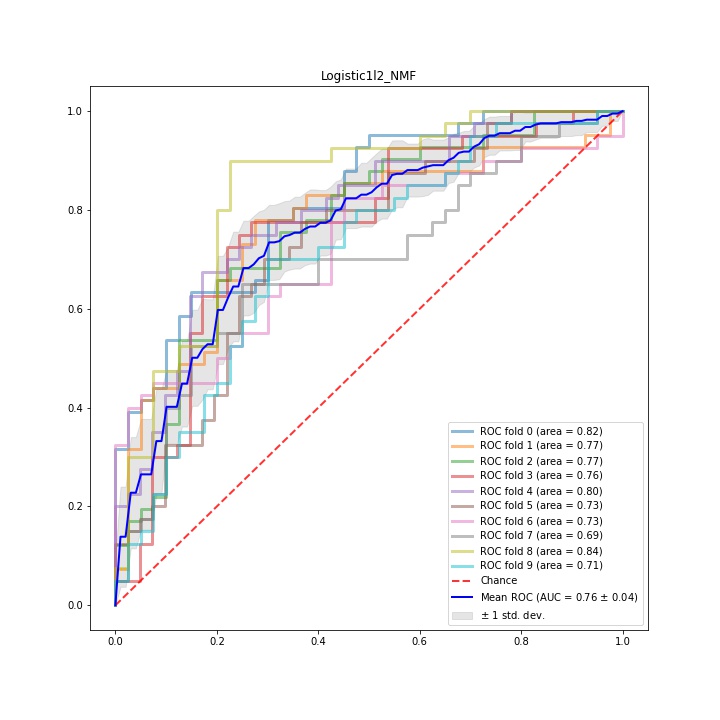 Logistic1l2_NMF
1.0
0.8
0.6
0.4
0.2
0.0
ROC fold 0 (area = 0.82)
ROC fold 1 (area = 0.77)
ROC fold 2 (area = 0.77)
ROC fold 3 (area = 0.76)
ROC fold 4 (area = 0.80)
ROC fold 5 (area = 0.73)
ROC fold 6 (area = 0.73)
ROC fold 7 (area = 0.69)
ROC fold 8 (area = 0.84)
ROC fold 9 (area = 0.71)
Chance
Mean ROC (AUC = 0.76 ± 0.04)
± 1 std. dev.
0.0 0.2 0.4 0.6 0.8 1.0